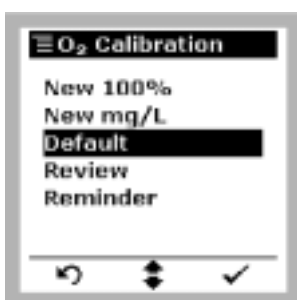 O₂ Calibration
New 100%
New mg/L
Default
Review
Reminder